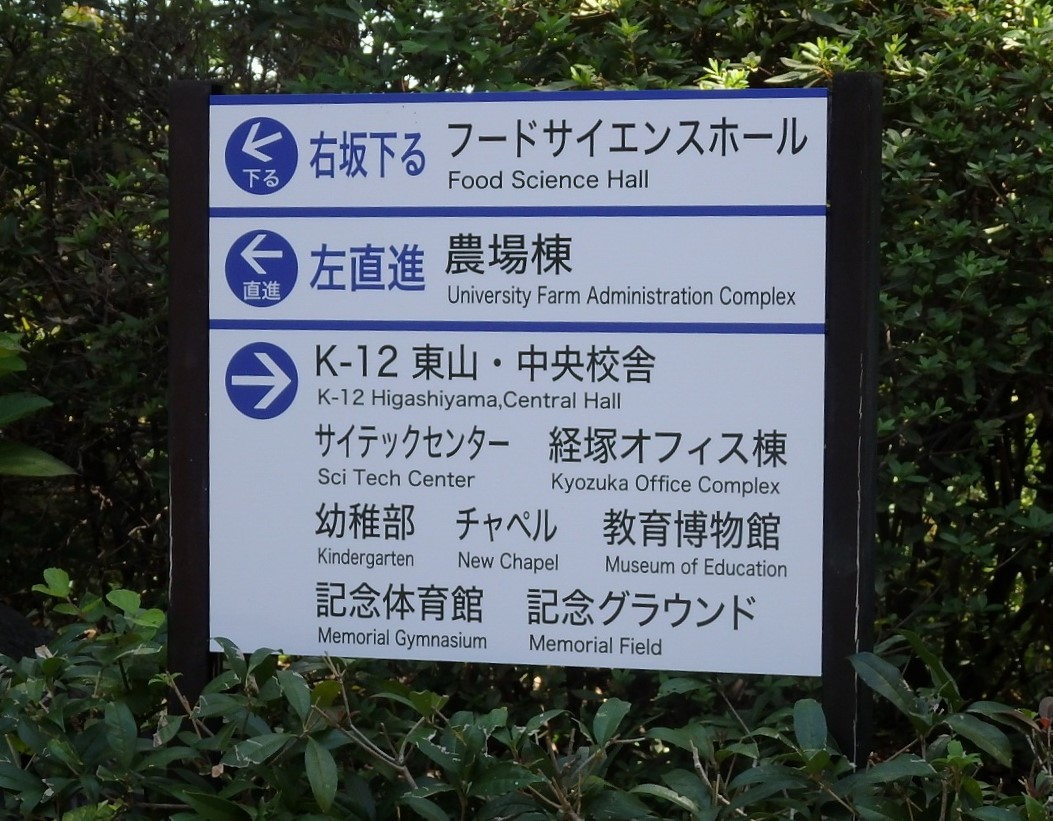 下る 右坂下る フードサイエンスホール
Food Science Hall
直進 左直進 農場棟
University Farm Administration Complex
K-12 東山・中央校舎
K-12 Higashiyama,Central Hall
サイテックセンター 経塚オフィス棟
Sci Tech Center Kyozuka Office Complex
幼稚部 チャペル 教育博物館
Kindergarten New Chapel Museum of Education
記念体育館 記念グラウンド
Memorial Gymnasium Memorial Field